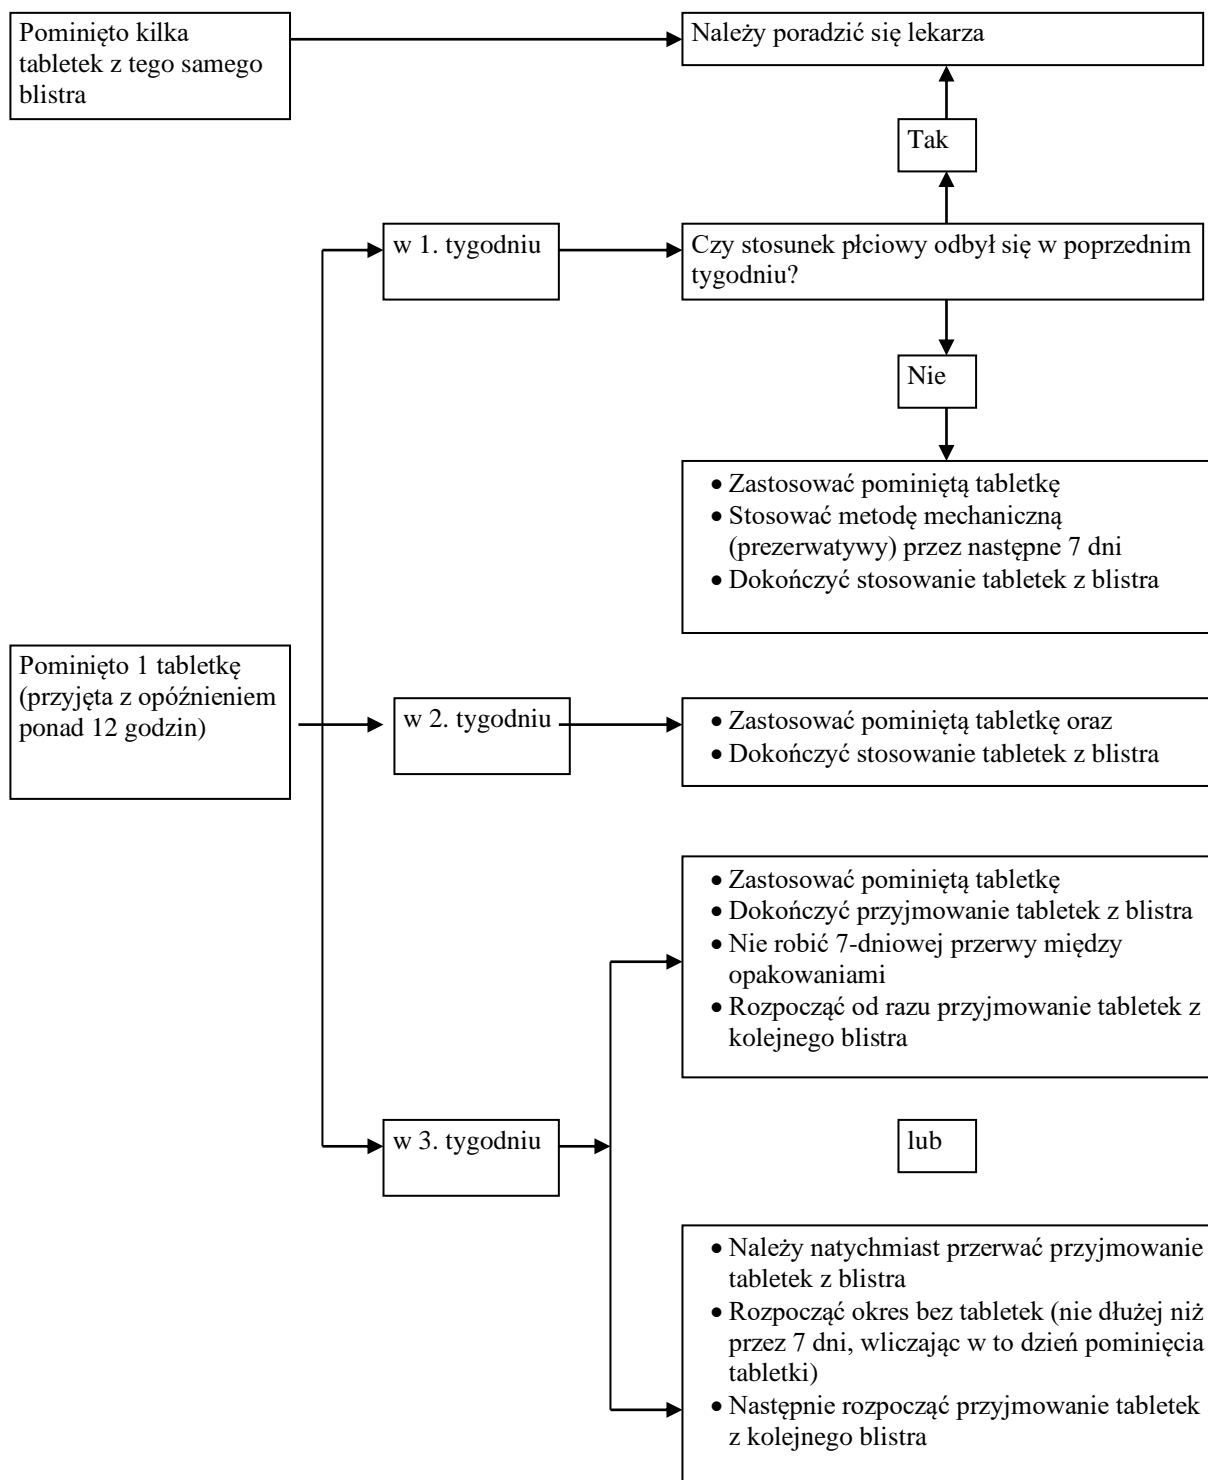 Pominięto kilka
tabletek z tego samego
blistra
Należy poradzić się lekarza
Tak
w 1. tygodniu
Czy stosunek płciowy odbył się w poprzednim
tygodniu?
Nie
• Zastosować pominiętą tabletkę
• Stosować metodę mechaniczną
(prezerwatywy) przez następne 7 dni
• Dokończyć stosowanie tabletek z blistra
Pominięto 1 tabletkę
(przyjęta z opóźnieniem
ponad 12 godzin)
w 2. tygodniu
• Zastosować pominiętą tabletkę oraz
• Dokończyć stosowanie tabletek z blistra
• Zastosować pominiętą tabletkę
• Dokończyć przyjmowanie tabletek z blistra
• Nie robić 7-dniowej przerwy między
opakowaniami
• Rozpocząć od razu przyjmowanie tabletek z
kolejnego blistra
w 3. tygodniu
lub
• Należy natychmiast przerwać przyjmowanie
tabletek z blistra
• Rozpocząć okres bez tabletek (nie dłużej niż
przez 7 dni, wliczając w to dzień pominięcia
tabletki)
• Następnie rozpocząć przyjmowanie tabletek
z kolejnego blistra